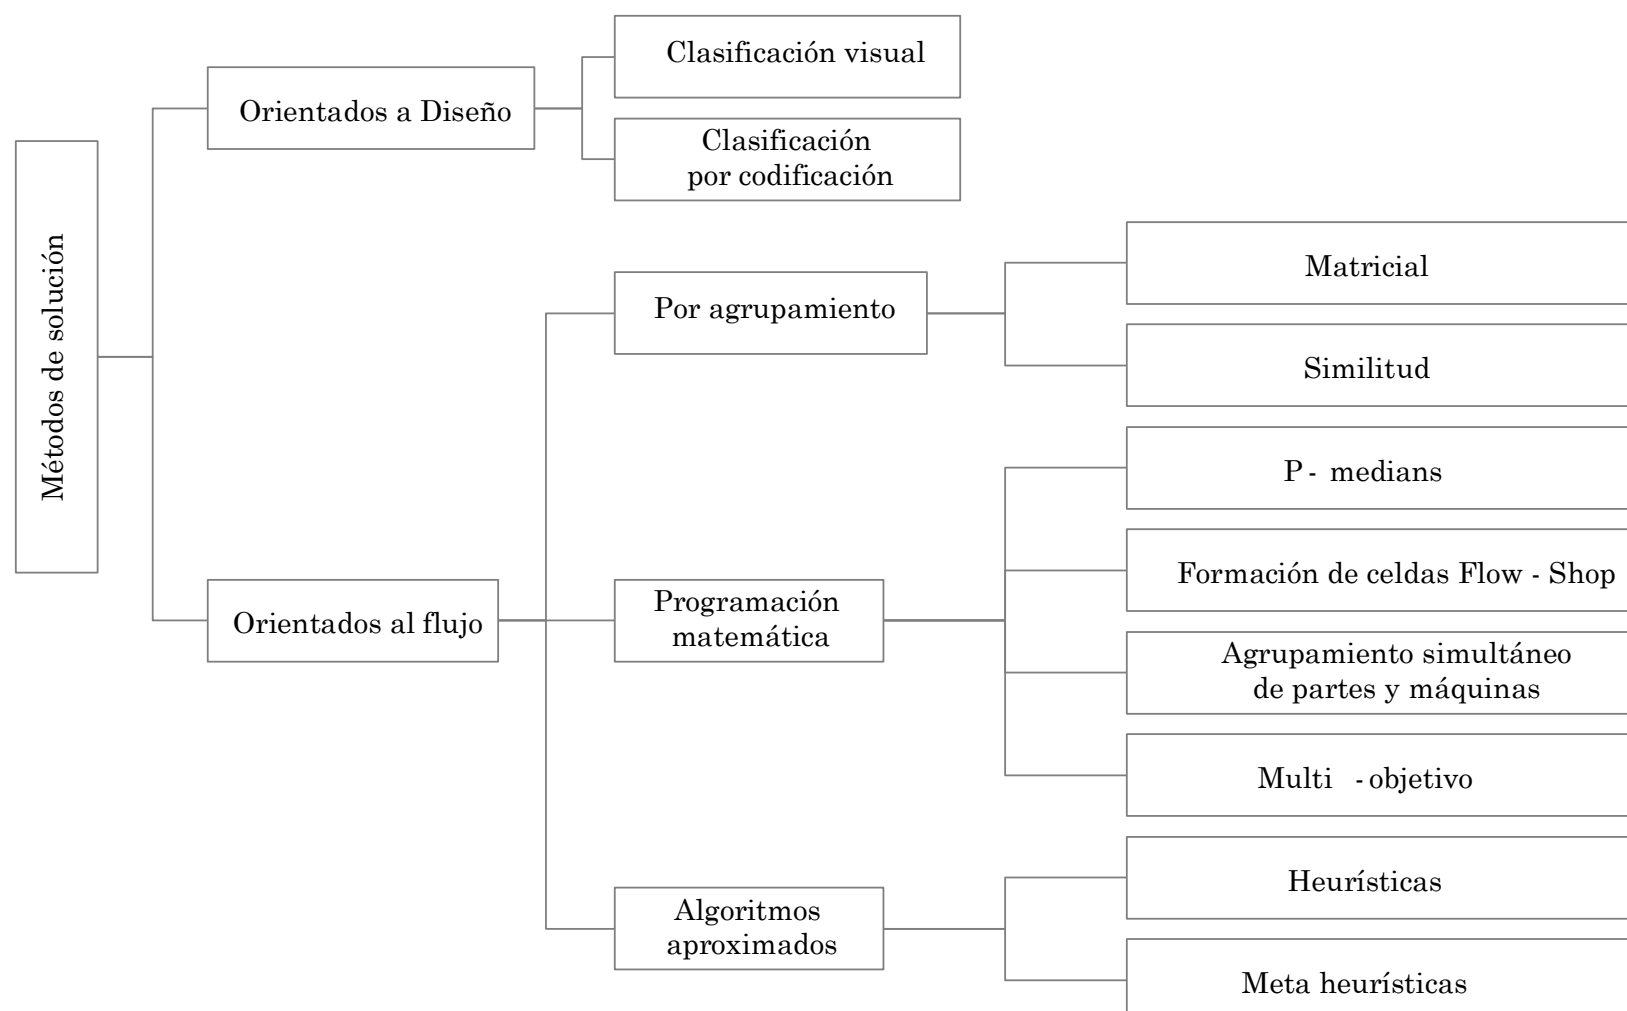 Métodos de solución
Orientados a Diseño
Clasificación visual
Clasificación
por codificación
Orientados al flujo
Por agrupamiento
Matricial
Similitud
Programación
matemática
P - medians
Formación de celdas Flow - Shop
Agrupamiento simultáneo
de partes y máquinas
Multi - objetivo
Algoritmos
aproximados
Heurísticas
Meta heurísticas